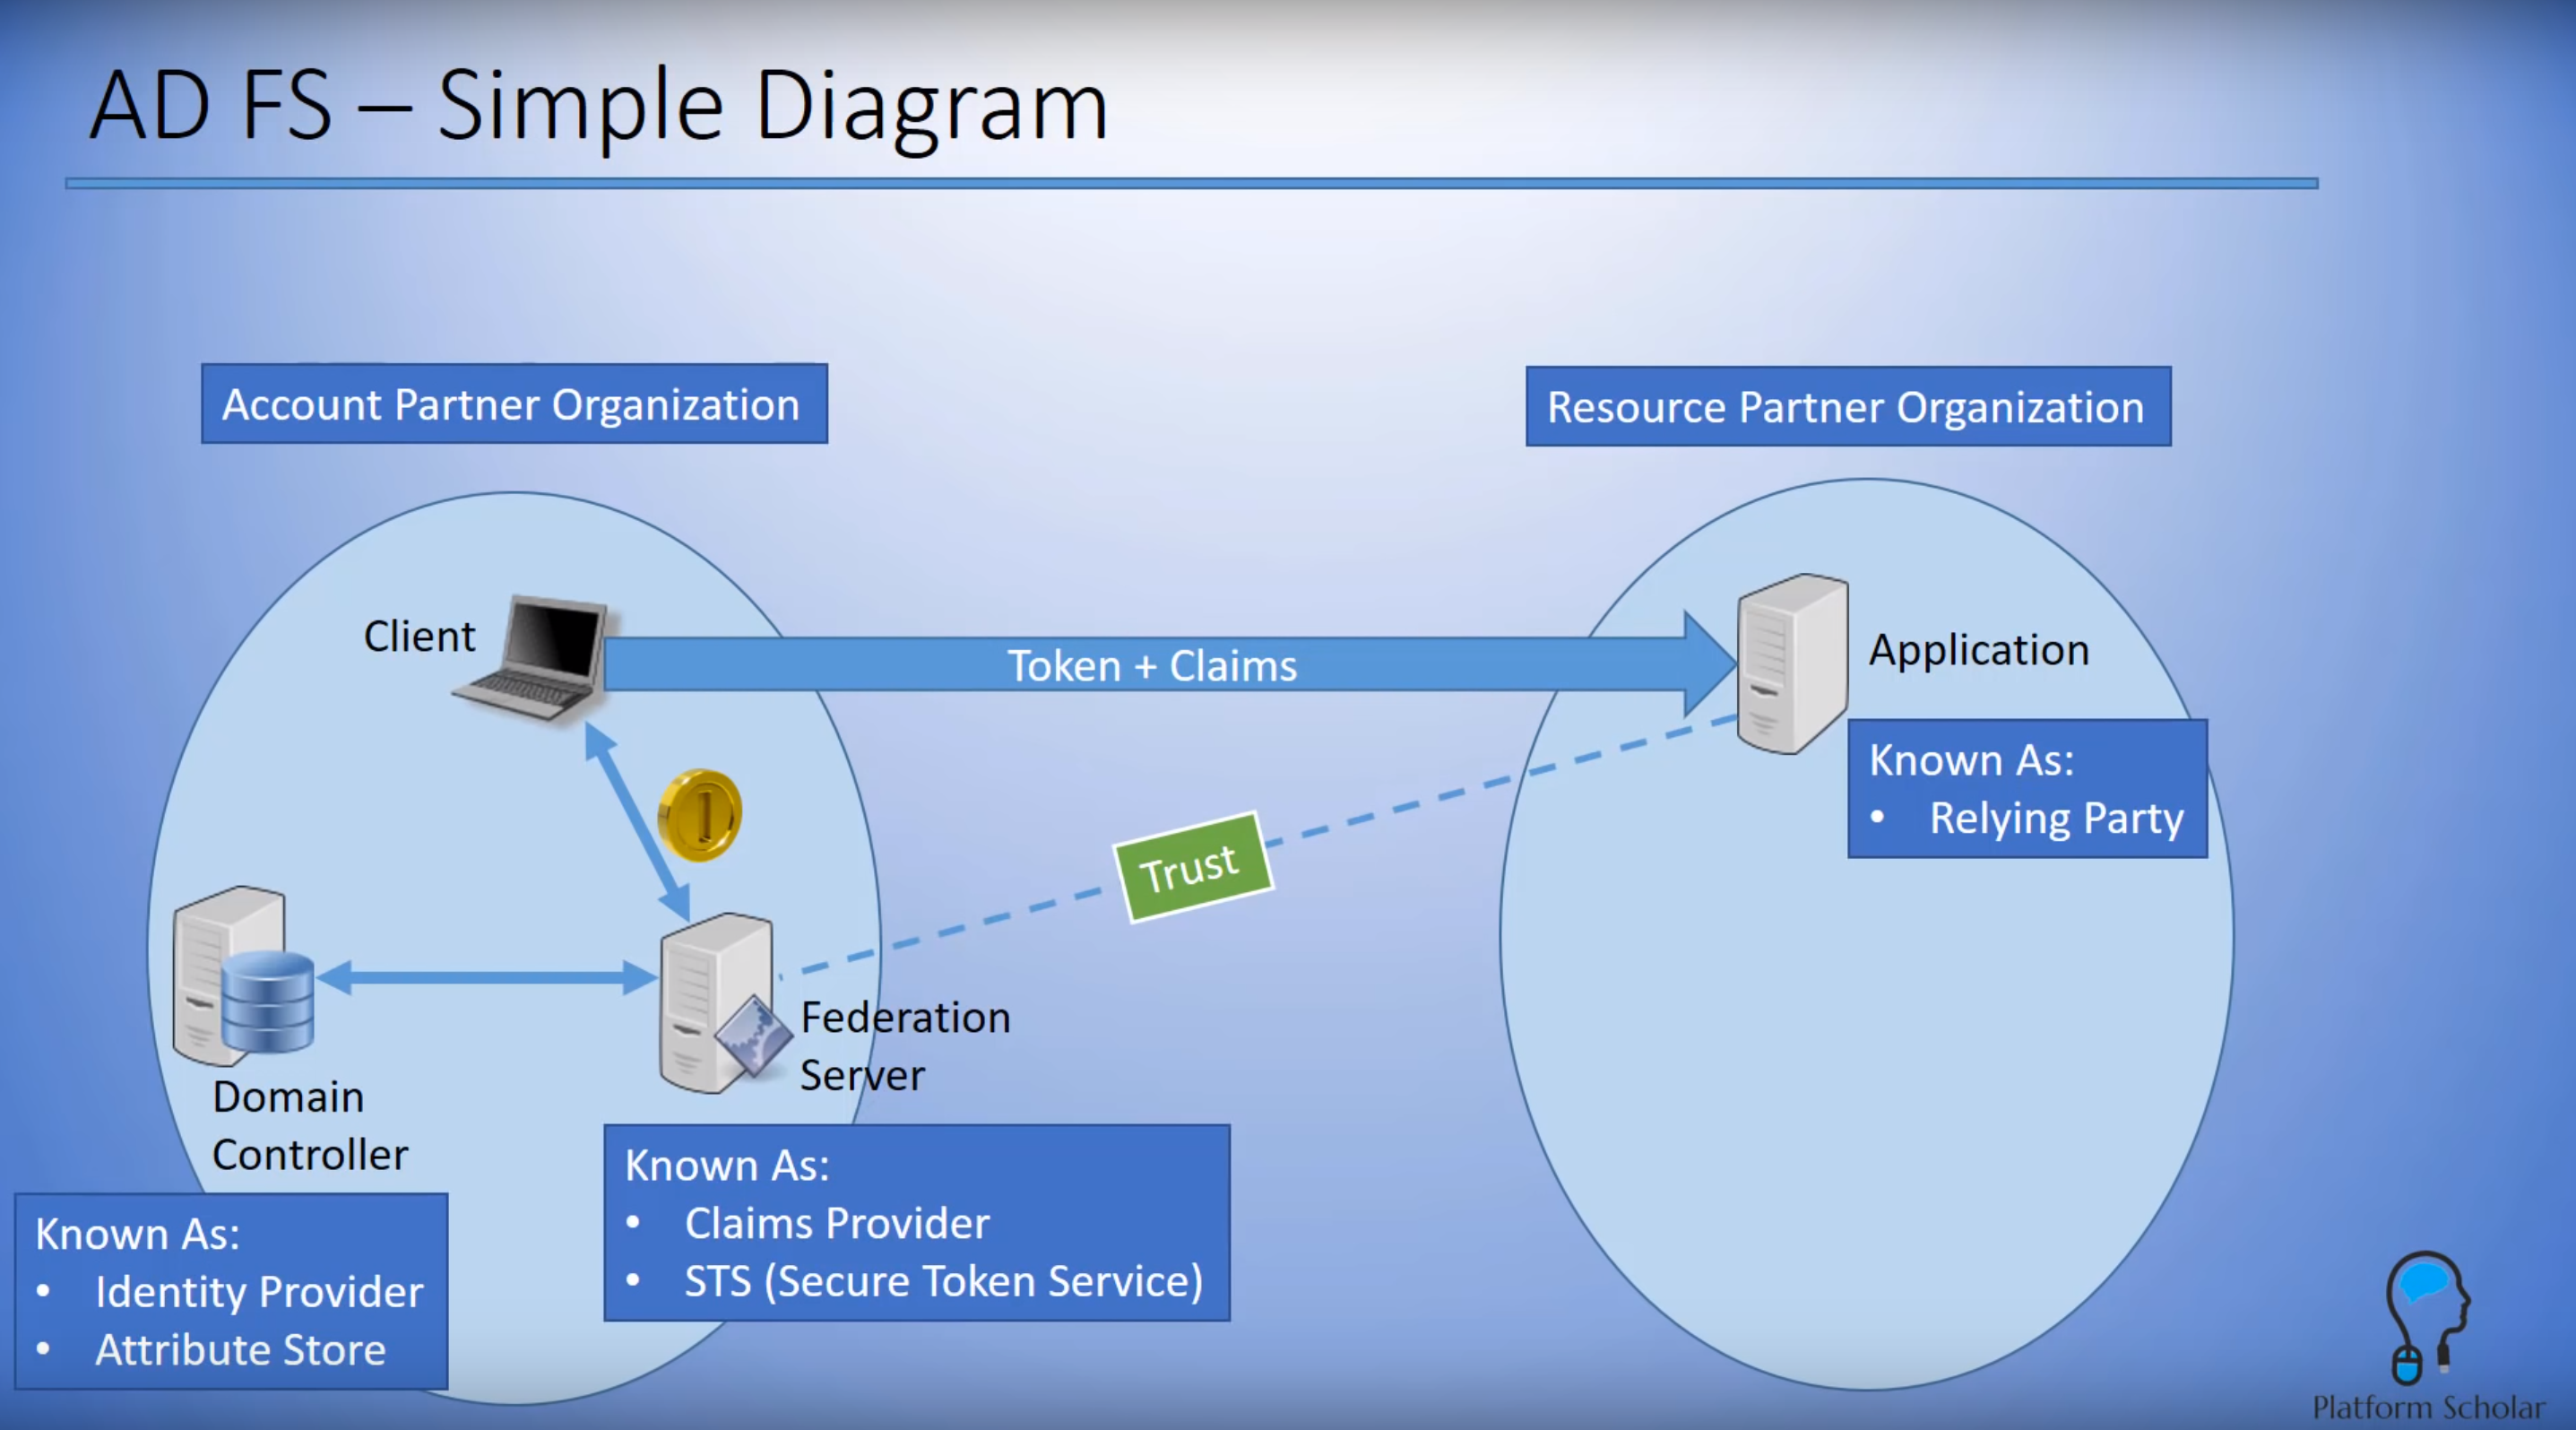 AD FS – Simple Diagram
Account Partner Organization
Resource Partner Organization
Client
Token + Claims
Application
Known As:
• Relying Party
Trust
Federation
Server
Domain
Controller
Known As:
• Claims Provider
• STS (Secure Token Service)
Known As:
• Identity Provider
• Attribute Store
Platform Scholar